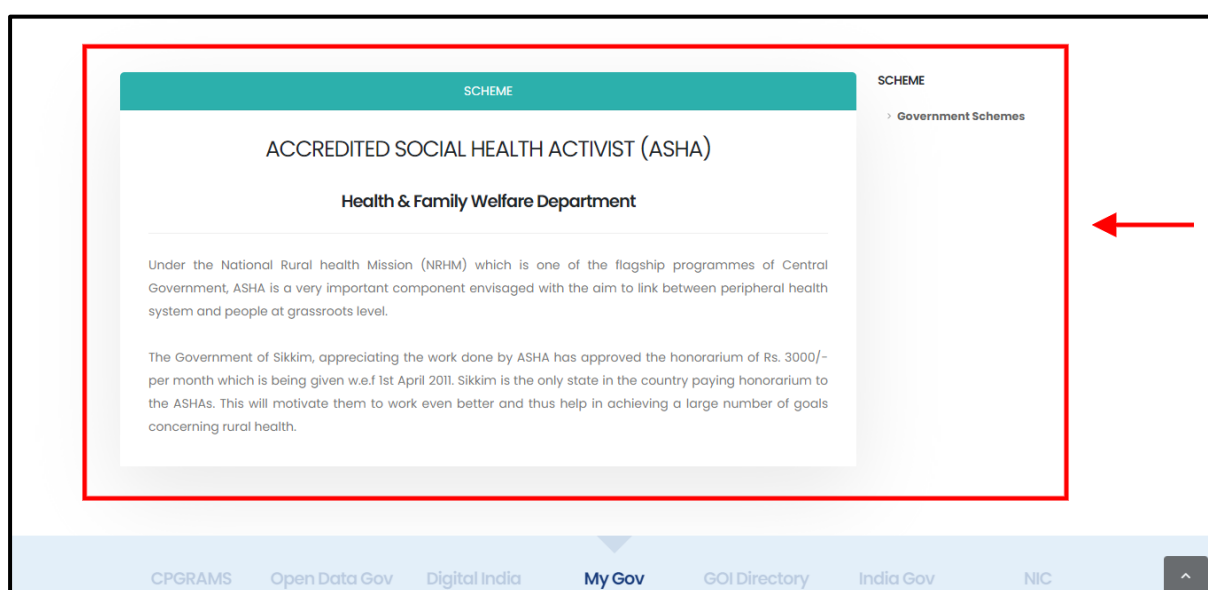 SCHEME
ACCREDITED SOCIAL HEALTH ACTIVIST (ASHA)
Health & Family Welfare Department
Under the National Rural health Mission (NRHM) which is one of the flagship programmes of Central
Government, ASHA is a very important component envisaged with the aim to link between peripheral health
system and people at grassroots level.
The Government of Sikkim, appreciating the work done by ASHA has approved the honorarium of Rs. 3000/-
per month which is being given w.e.f 1st April 2011. Sikkim is the only state in the country paying honorarium to
the ASHAs. This will motivate them to work even better and thus help in achieving a large number of goals
concerning rural health.
SCHEME
> Government Schemes
CPGRAMS Open Data Gov Digital India My Gov GOI Directory India Gov NIC